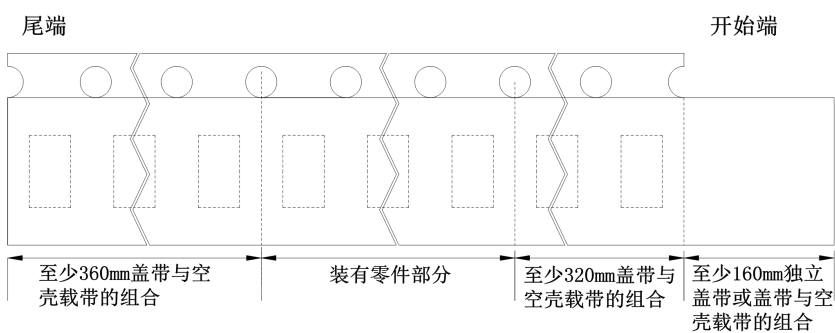 尾端
开始端
至少360mm盖带与空
壳载带的组合
装有零件部分
至少320mm盖带与
空壳载带的组合
至少160mm独立
盖带或盖带与空
壳载带的组合